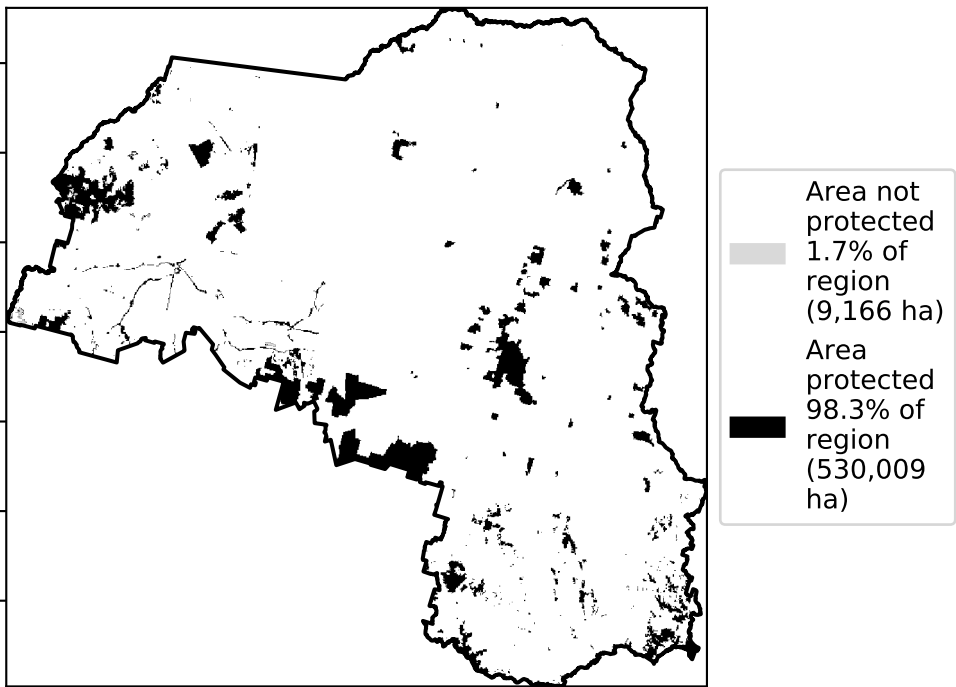 Area not
protected
1.7% of
region
(9,166 ha)
Area
protected
98.3% of
region
(530,009
ha)